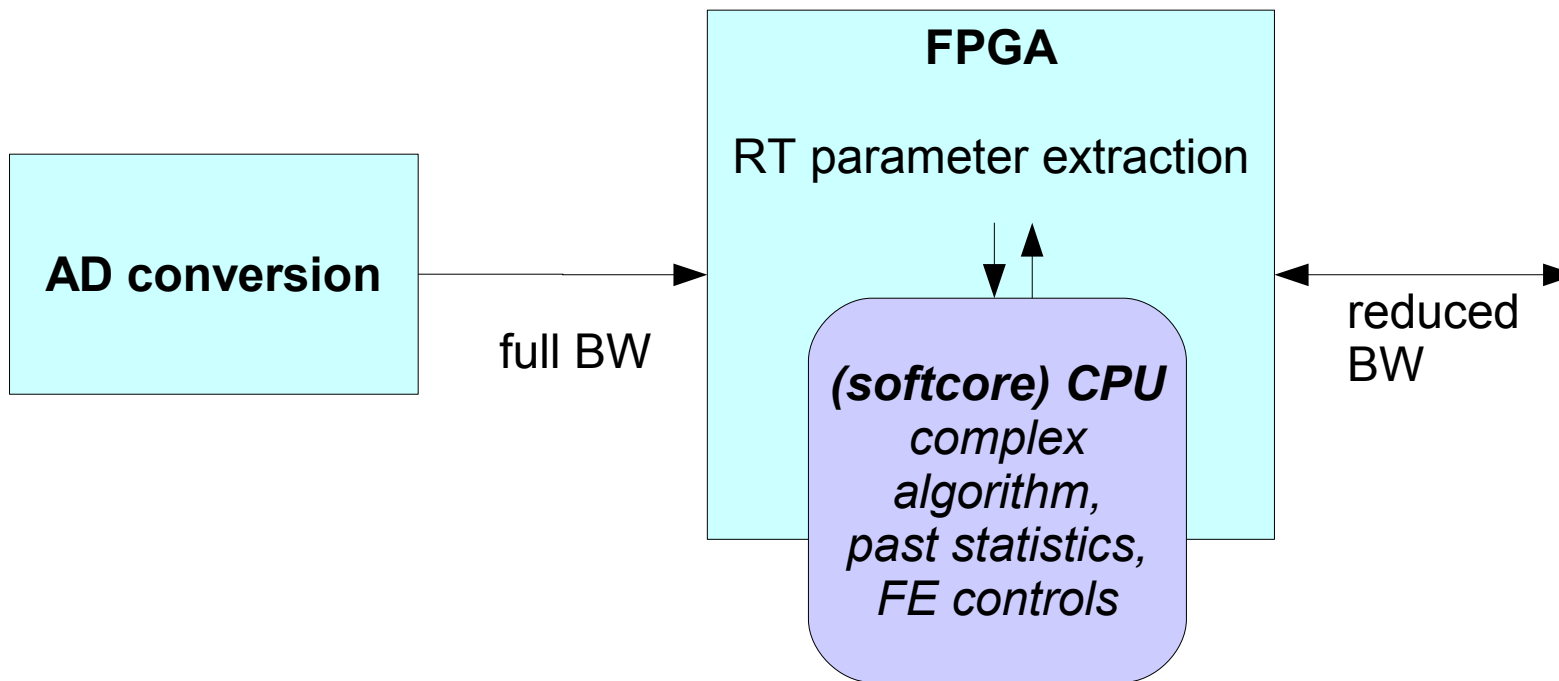 FPGA
RT parameter extraction
AD conversion
full BW
reduced
BW
(softcore) CPU
complex
algorithm,
past statistics,
FE controls